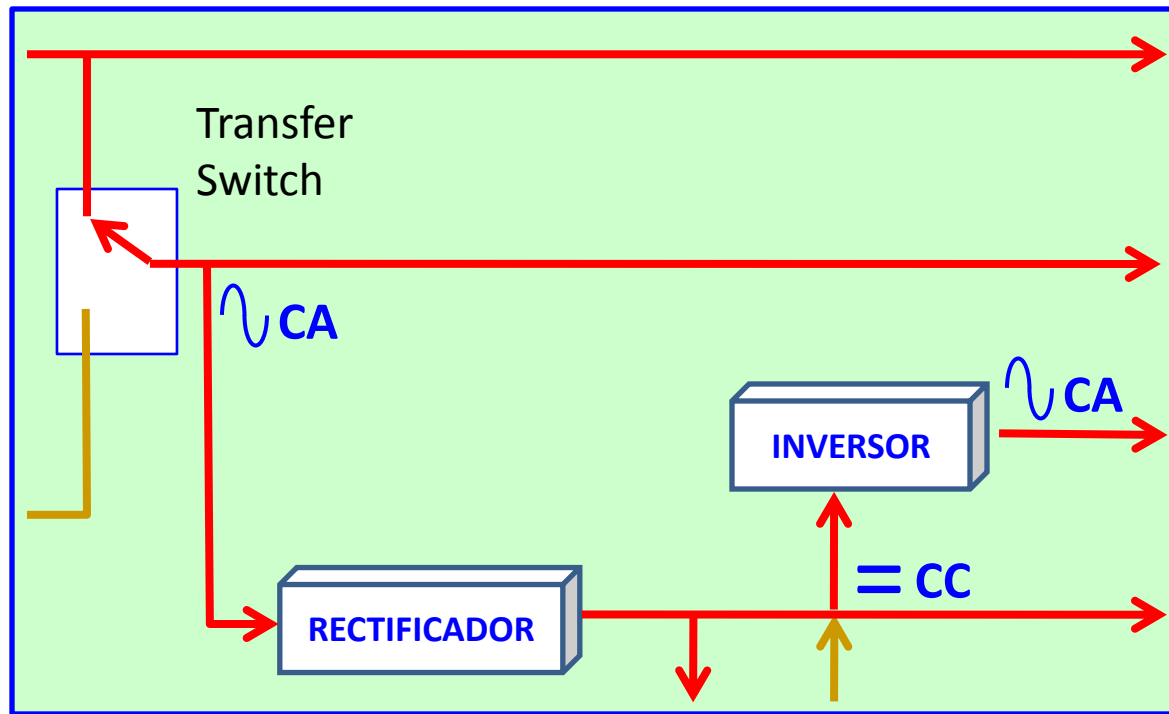 Transfer
Switch
CA
CA
INVERSOR
= CC
RECTIFICADOR